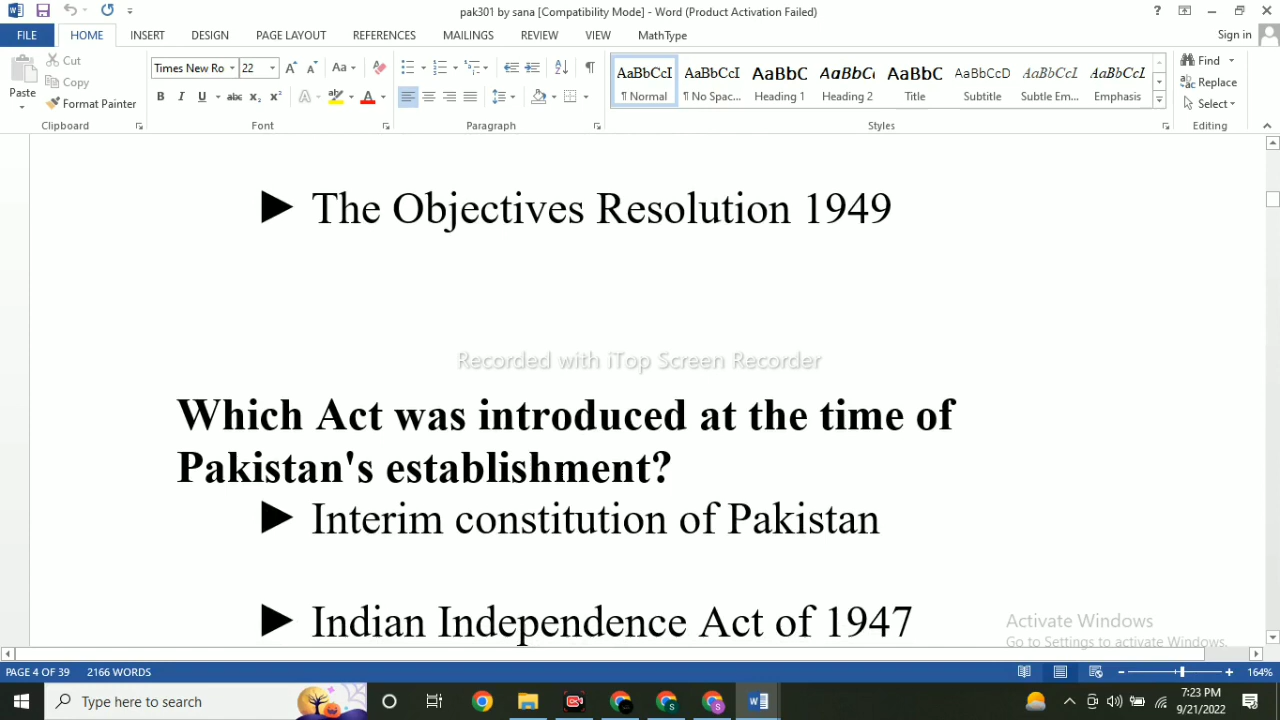 pak301 by sana [Compatibility Mode] - Word (Product Activation Failed)
?
FILE HOME INSERT DESIGN PAGE LAYOUT REFERENCES MAILINGS REVIEW VIEW MathType Sign in
Paste
Cut
Copy
Format Painter
Clipboard
Times New Ro 22
Font
Paragraph
AaBbCcI AaBbCcI AaBbC AaBbCc AaBbC AaBbCcD AaBbCcI AaBbCcI
¶ Normal ¶ No Spac... Heading 1 Heading 2 Title Subtitle Subtle Em... Emphasis
Styles
Find
Replace
Select
Editing
► The Objectives Resolution 1949
Recorded with iTop Screen Recorder
Which Act was introduced at the time of
Pakistan's establishment?
► Interim constitution of Pakistan
► Indian Independence Act of 1947
Activate Windows
Go to Settings to activate Windows.
PAGE 4 OF 39 2166 WORDS 164%
Type here to search
7:23 PM
9/21/2022